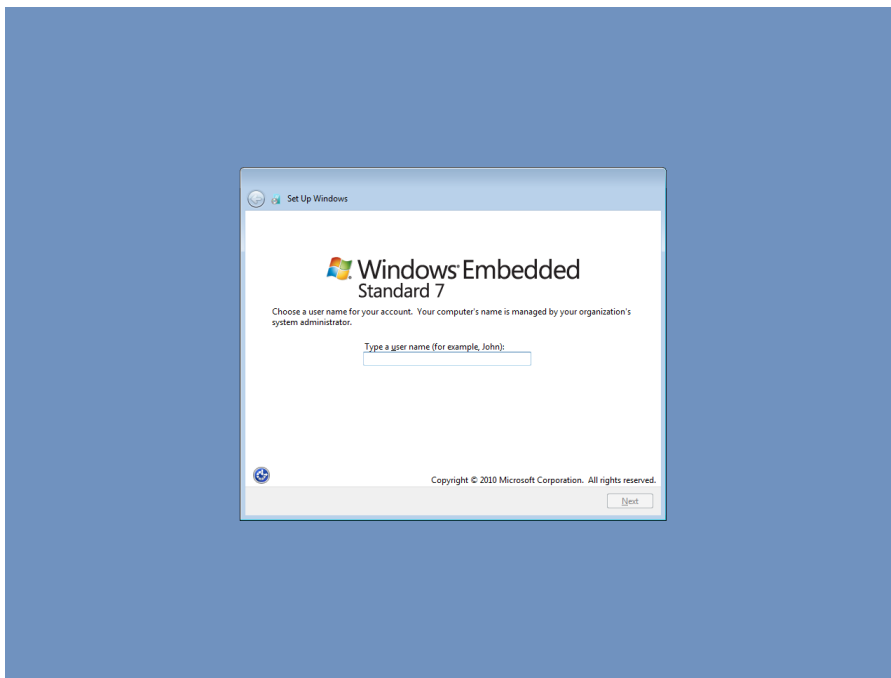 Set Up Windows
Windows Embedded
Standard 7
Choose a user name for your account.  Your computer's name is managed by your organization's
system administrator.
Type a user name (for example, John):
Copyright © 2010 Microsoft Corporation.  All rights reserved.
Next